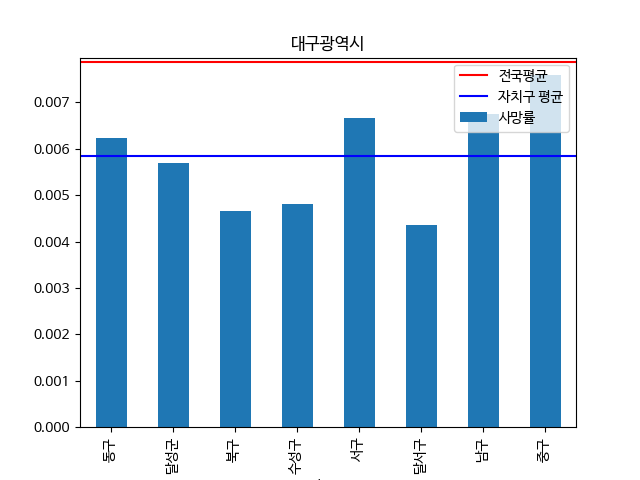 대구광역시
전국평균
자치구 평균
사망률
0.007
0.006
0.005
0.004
0.003
0.002
0.001
0.000
동구
달성군
북구
수성구
서구
달서구
남구
중구